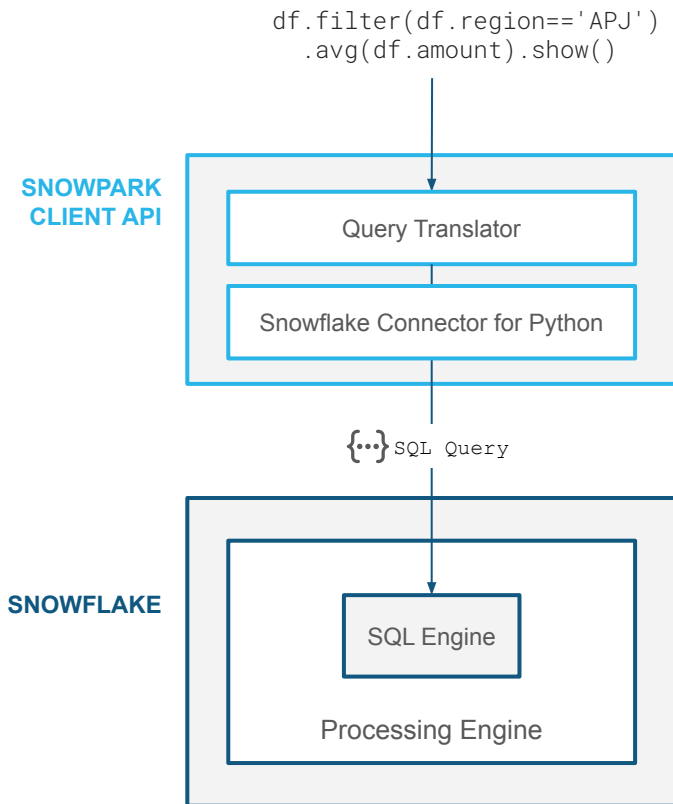 df.filter(df.region=='APJ')
.avg(df.amount).show()
SNOWPARK
CLIENT API
Query Translator
Snowflake Connector for Python
{···} SQL Query
SNOWFLAKE
SQL Engine
Processing Engine